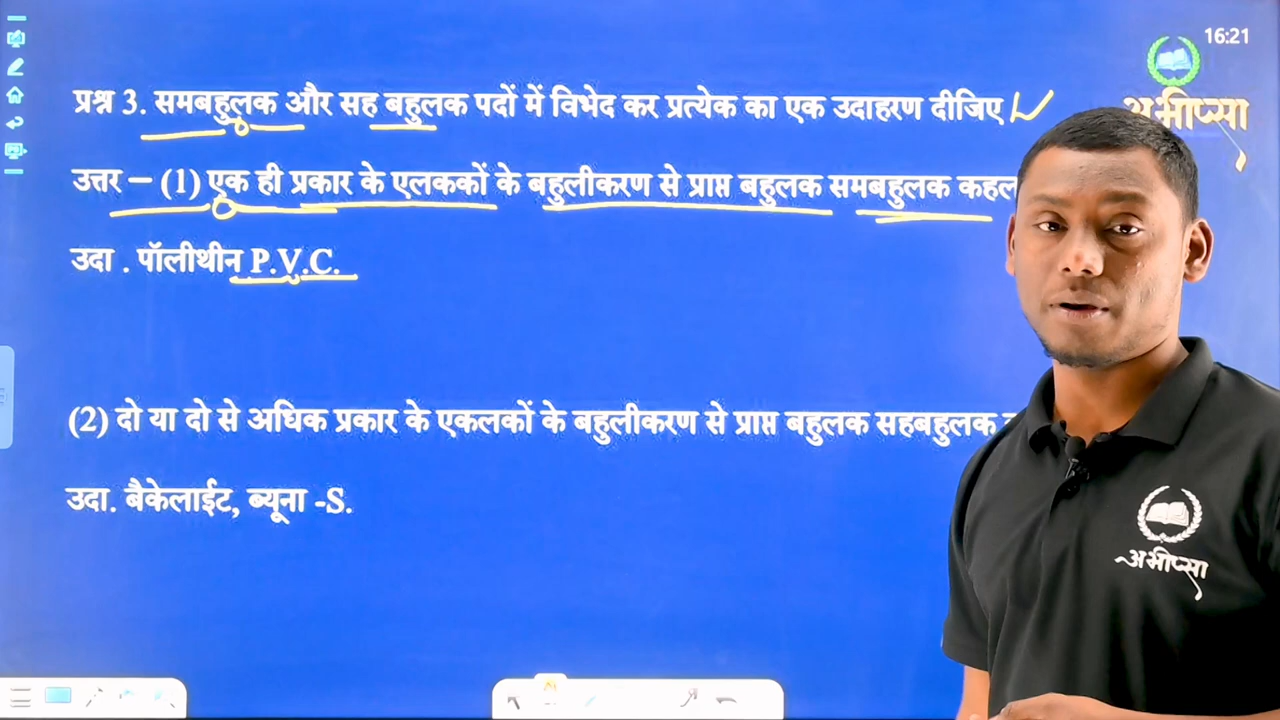 16:21
अभीप्सा
प्रश्न 3. समबहुलक और सह बहुलक पदों में विभेद कर प्रत्येक का एक उदाहरण दीजिए
उत्तर – (1) एक ही प्रकार के एलककों के बहुलीकरण से प्राप्त बहुलक समबहुलक
उदा . पॉलीथीन P.V.C.
(2) दो या दो से अधिक प्रकार के एकलकों के बहुलीकरण से प्राप्त बहुलक सहबहुलक
उदा. बैकेलाईट, ब्यूना -S.
अभीप्सा